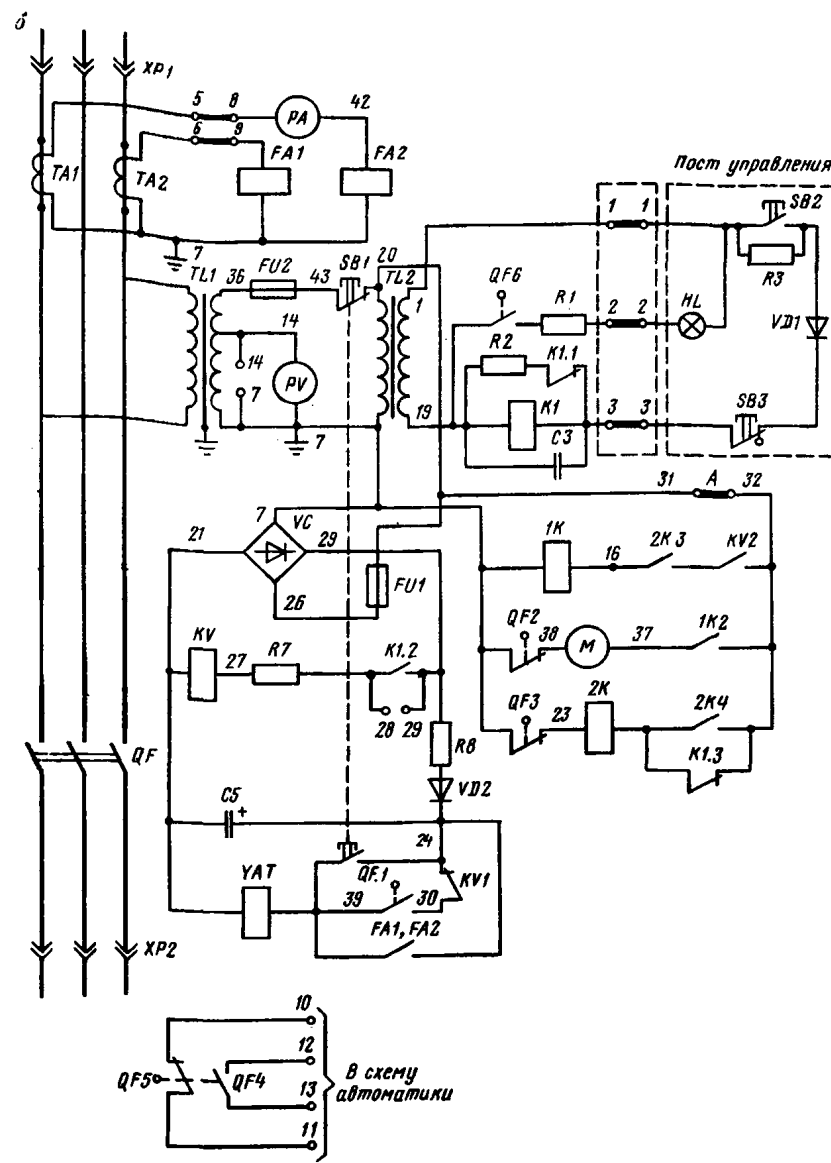 б
XP1
5 8 PA 42
6 9 FA1 FA2
TA1 TA2
7
Пост управления
1 1 SB2
R3
TL1 36 FU2 43 SB1 20 TL2 1
QF6 R1 2 2 HL VD1
14
14
7
PV
R2 K1.1
19 K1 3 3 SB3
7
C3
31 A 32
21 7 VC 29
26 FU1
1K 16 2K3 KV2
KV 27 R7 K1.2
28 29
QF2 38 M 37 1K2
QF3 23 2K 2K4
K1.3
R8
QF
VD2
C5 +
24
YAT QF.1 KV1
39 30
FA1, FA2
XP2
10
12
QF5 QF4
13
11
В схему
автоматики